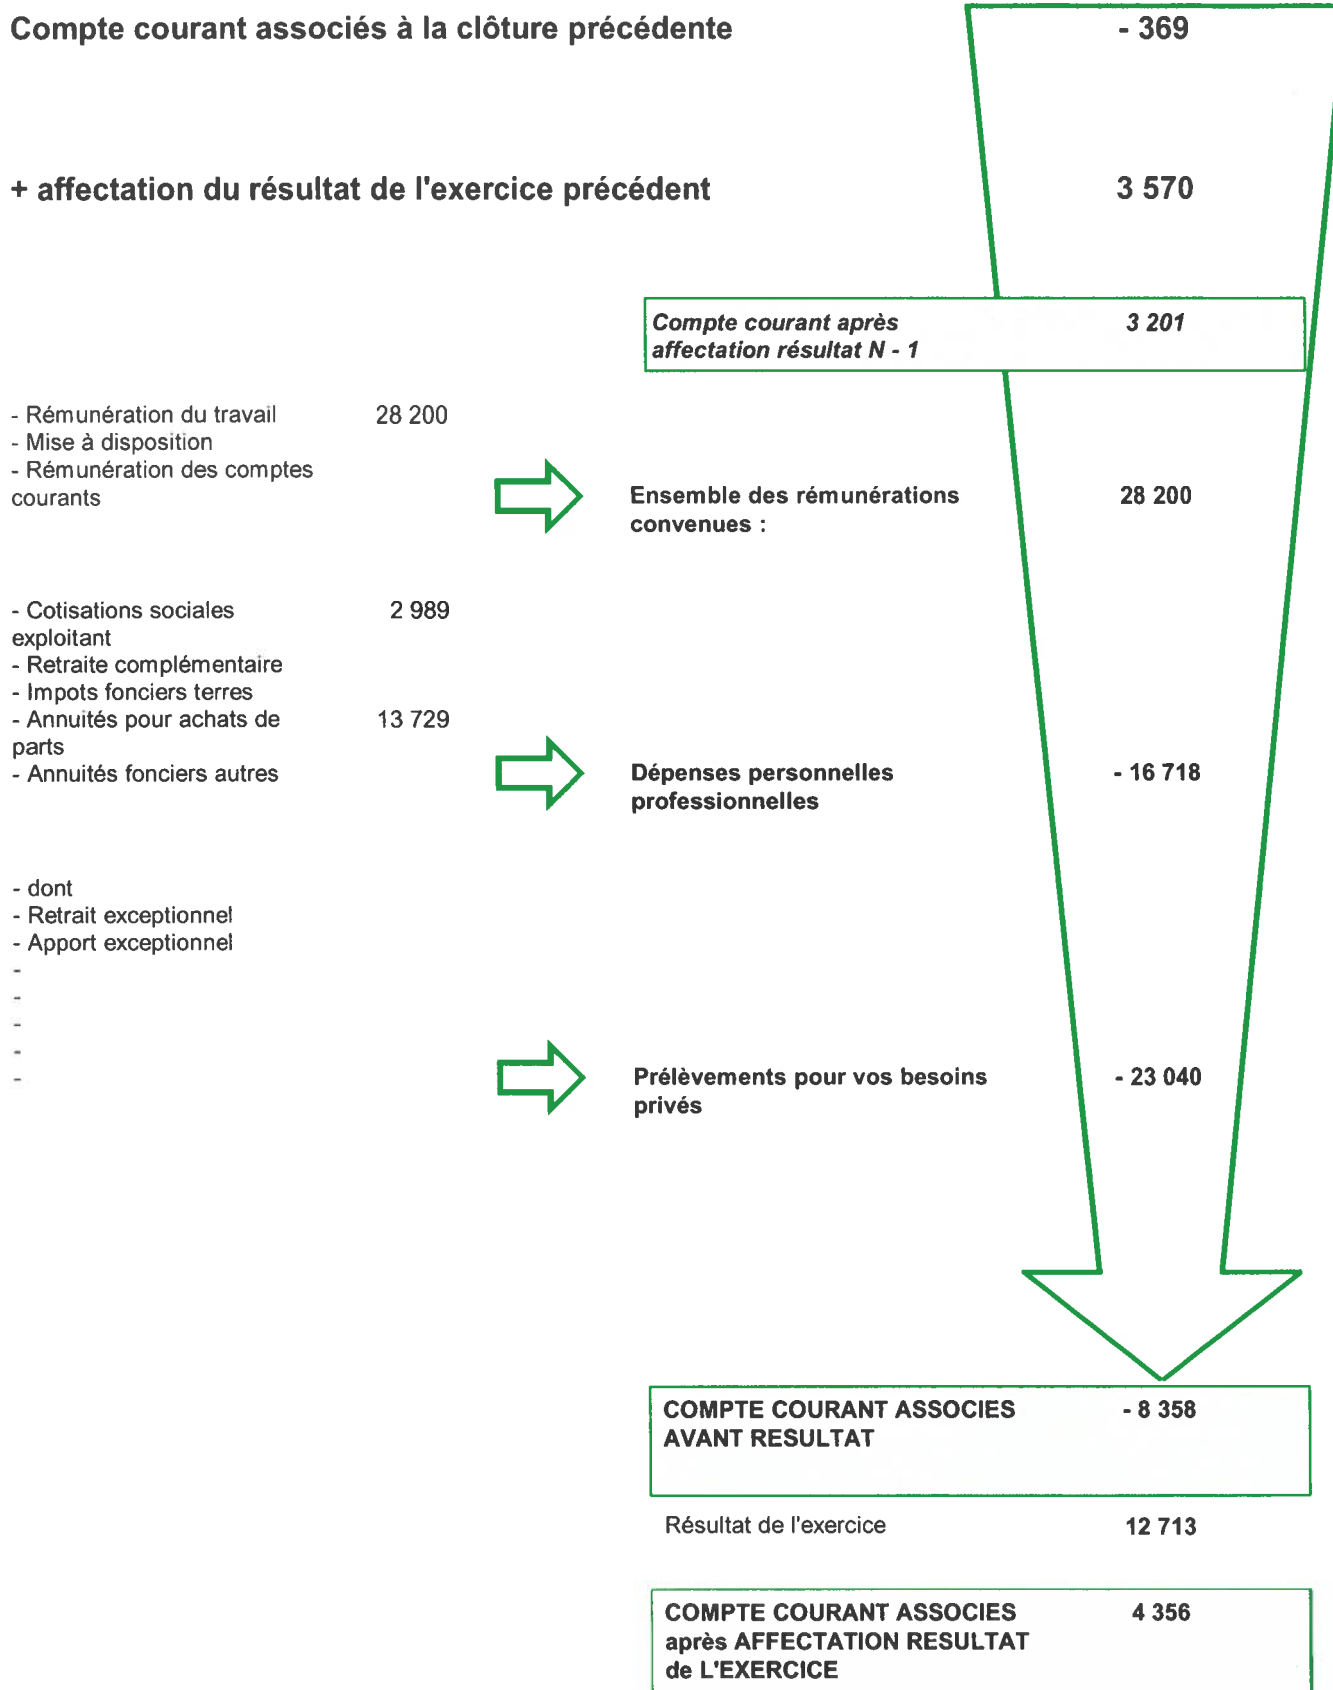 Compte courant associés à la clôture précédente - 369
+ affectation du résultat de l'exercice précédent 3 570
Compte courant après 3 201
affectation résultat N - 1
- Rémunération du travail 28 200
- Mise à disposition
- Rémunération des comptes
courants
Ensemble des rémunérations 28 200
convenues :
- Cotisations sociales 2 989
exploitant
- Retraite complémentaire
- Impots fonciers terres
- Annuités pour achats de 13 729
parts
- Annuités fonciers autres
Dépenses personnelles - 16 718
professionnelles
- dont
- Retrait exceptionnel
- Apport exceptionnel
-
-
-
-
-
Prélèvements pour vos besoins - 23 040
privés
COMPTE COURANT ASSOCIES - 8 358
AVANT RESULTAT
Résultat de l'exercice 12 713
COMPTE COURANT ASSOCIES 4 356
après AFFECTATION RESULTAT
de L'EXERCICE